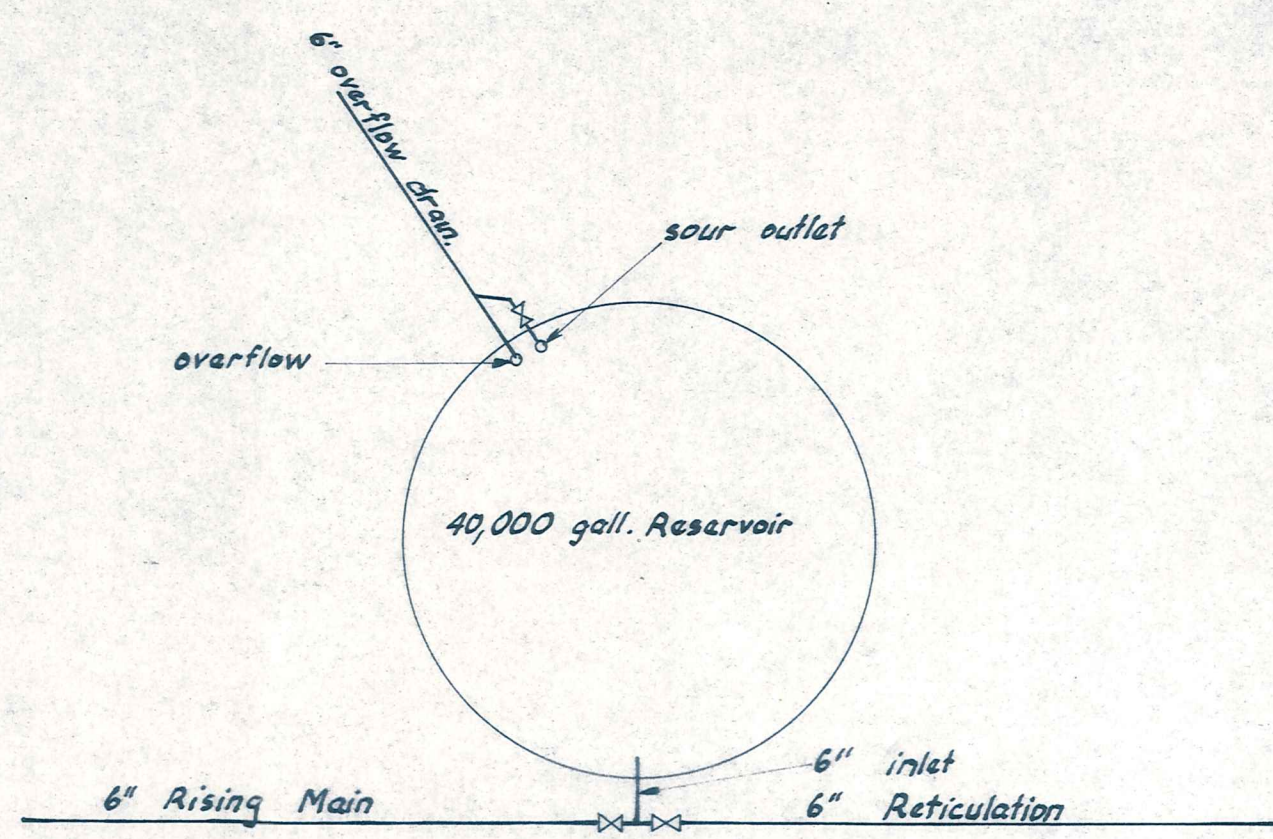 6" overflow drain.
sour outlet
overflow
40,000 gall. Reservoir
6" inlet
6" Rising Main
6" Reticulation